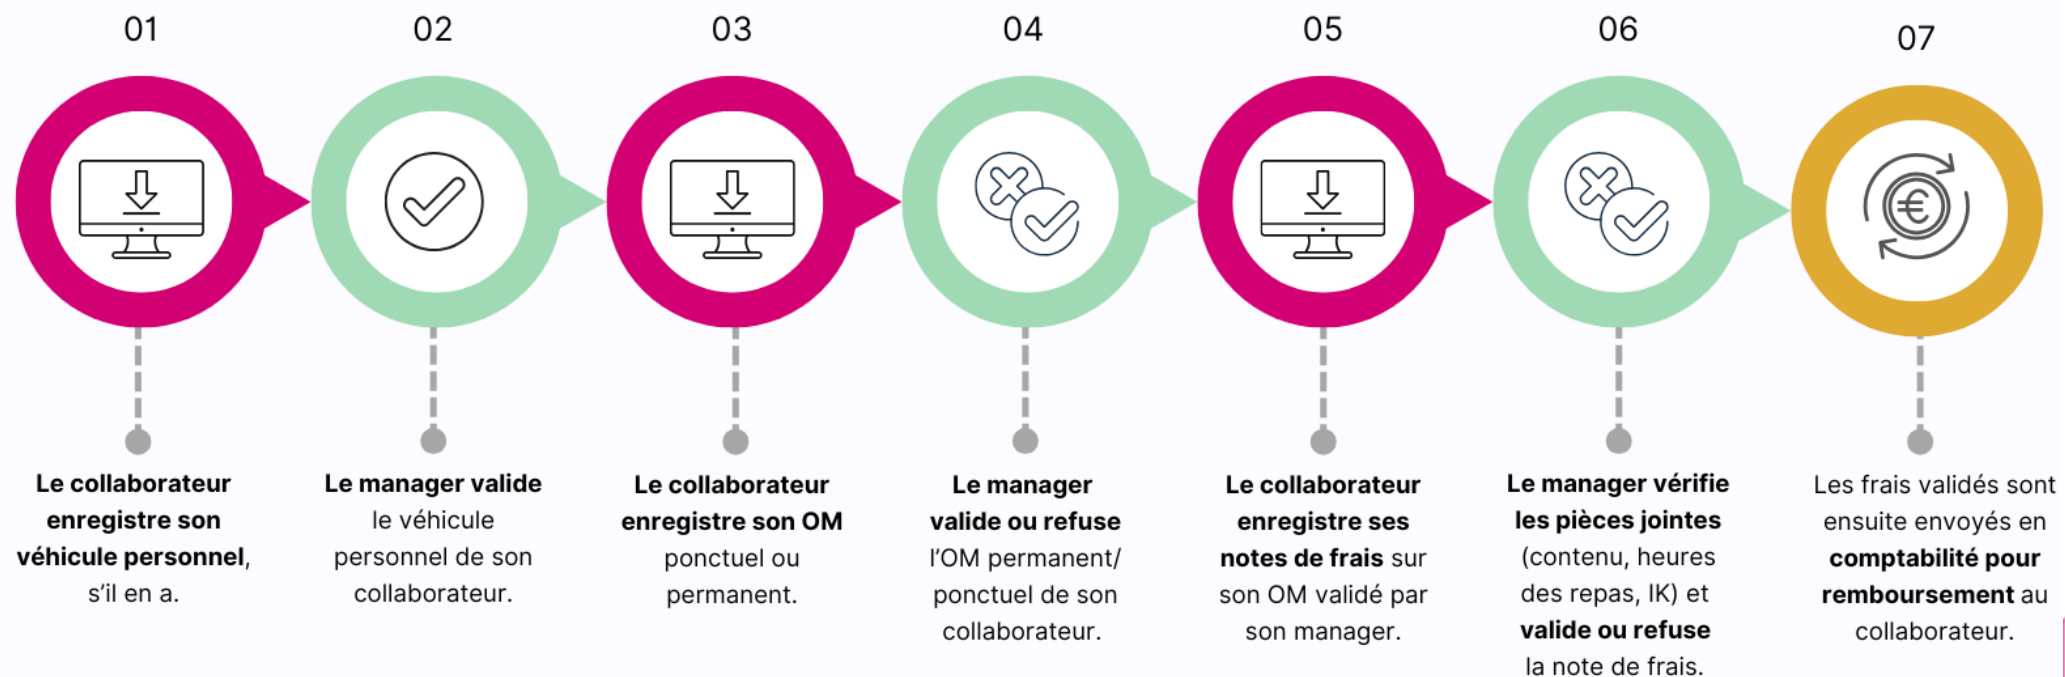 01
02
03
04
05
06
07
Le collaborateur
enregistre son
véhicule personnel,
s’il en a.
Le manager valide
le véhicule
personnel de son
collaborateur.
Le collaborateur
enregistre son OM
ponctuel ou
permanent.
Le manager
valide ou refuse
l’OM permanent/
ponctuel de son
collaborateur.
Le collaborateur
enregistre ses
notes de frais sur
son OM validé par
son manager.
Le manager vérifie
les pièces jointes
(contenu, heures
des repas, IK) et
valide ou refuse
la note de frais.
Les frais validés sont
ensuite envoyés en
comptabilité pour
remboursement au
collaborateur.